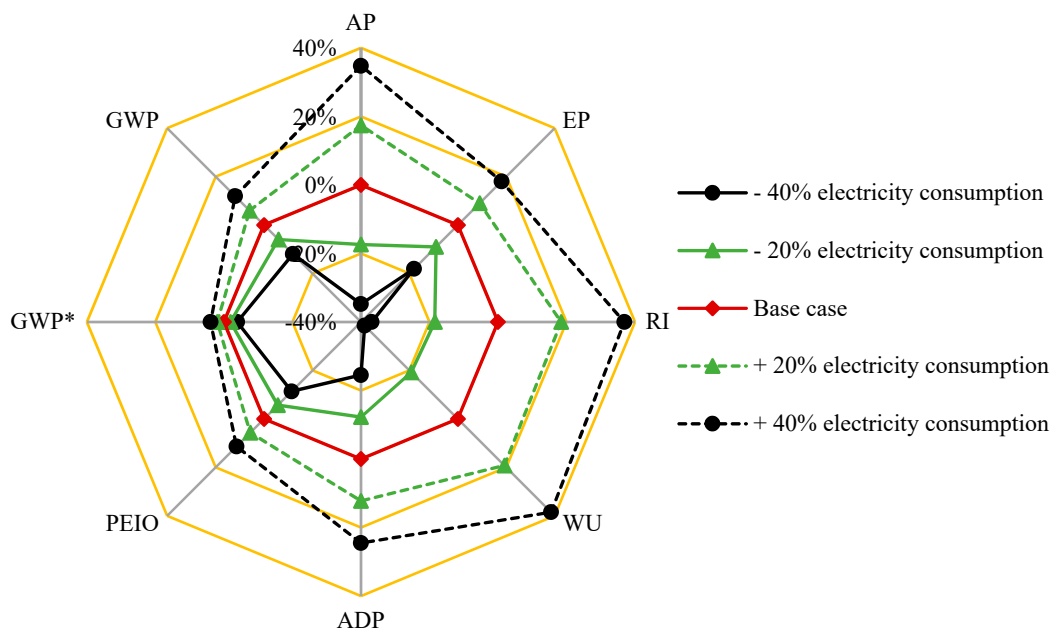 AP
40%
GWP
EP
20%
0%
-20%
GWP*
-40%
RI
PEIO
WU
ADP
- 40% electricity consumption
- 20% electricity consumption
Base case
+ 20% electricity consumption
+ 40% electricity consumption